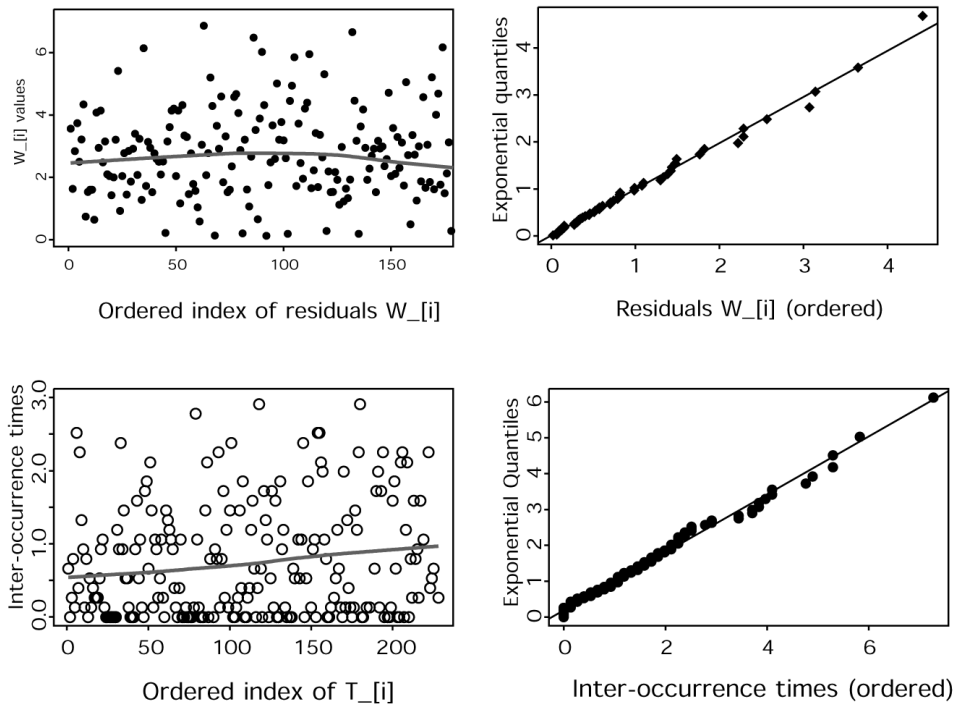 W_[i] values
0 2 4 6
0 50 100 150
Ordered index of residuals W_[i]
Exponential quantiles
0 1 2 3 4
0 1 2 3 4
Residuals W_[i] (ordered)
Inter-occurrence times
0.0 1.0 2.0 3.0
0 50 100 150 200
Ordered index of T_[i]
Exponential Quantiles
0 1 2 3 4 5 6
0 2 4 6
Inter-occurrence times (ordered)